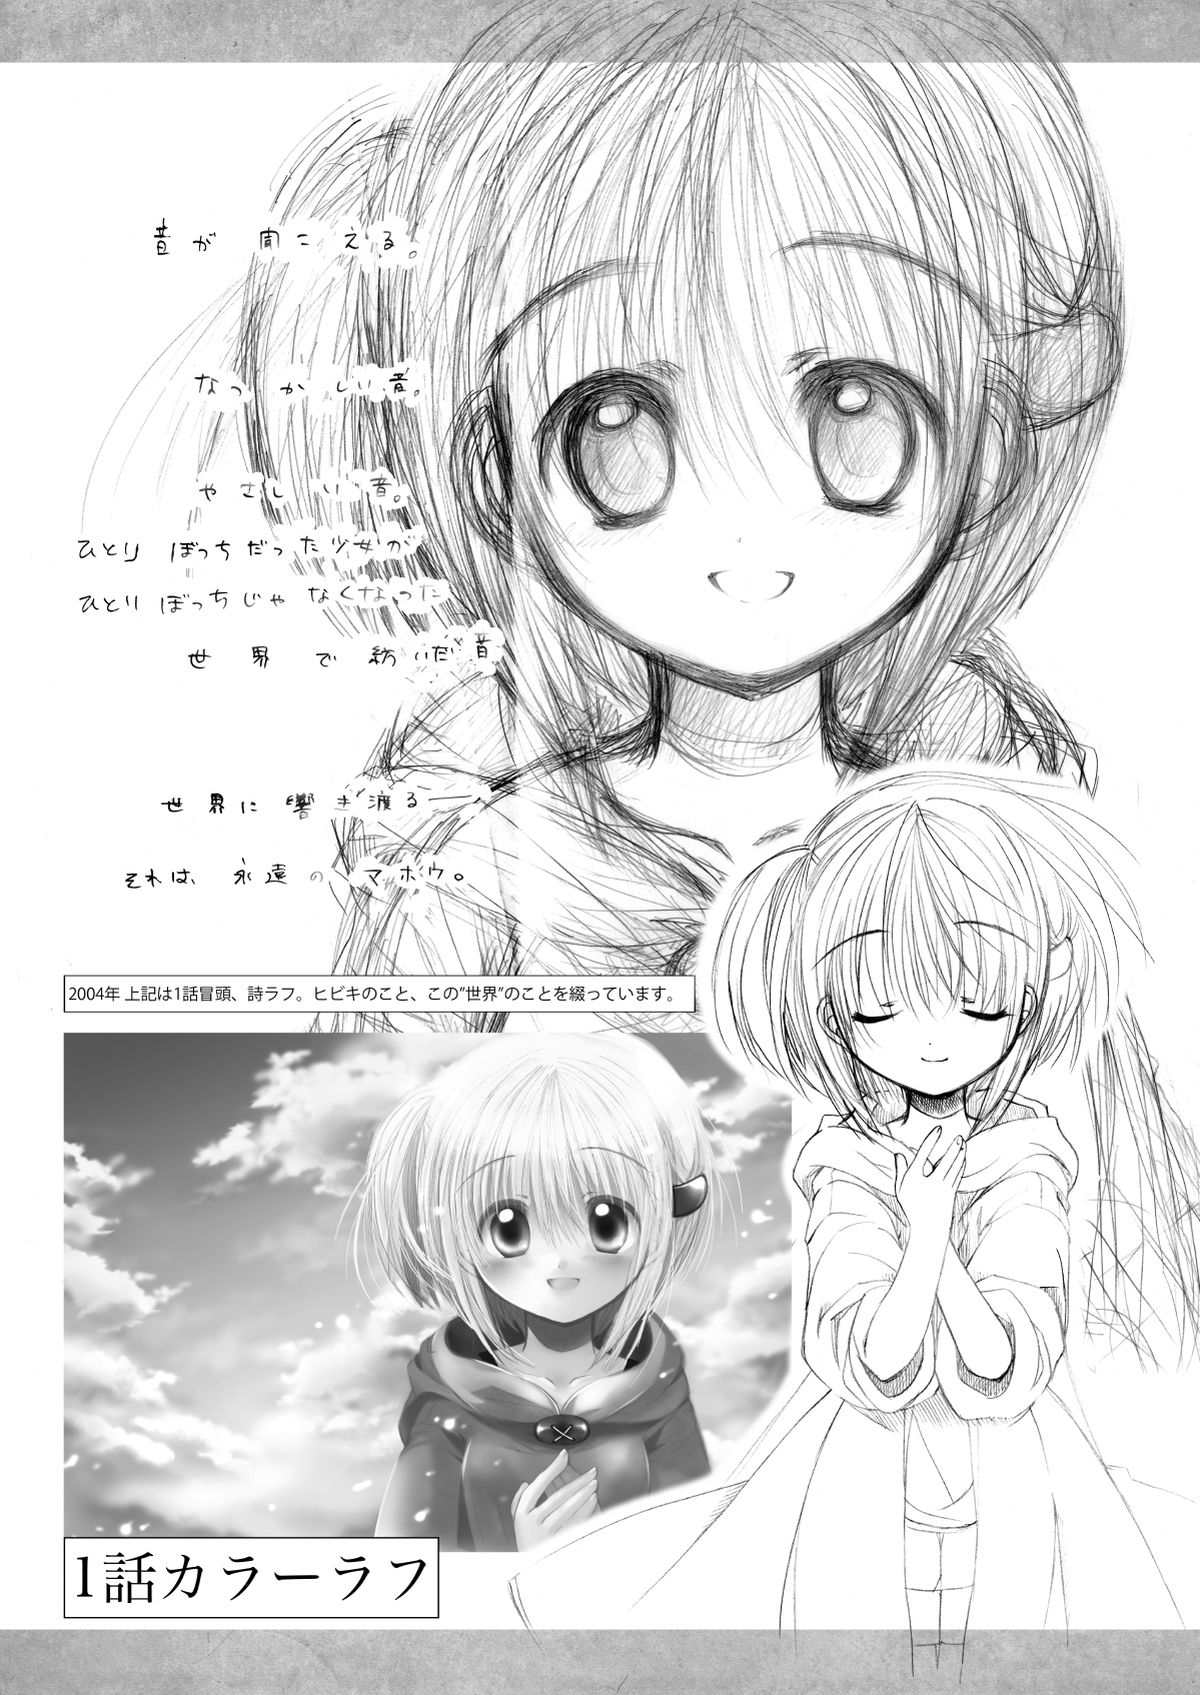 音が聞こえる。
なつかしい音。
やさしい音。
ひとりぼっちだった少女が
ひとりぼっちじゃなくなった
世界で紡いだ音
世界に響き渡る
それは、永遠のマホウ。
2004年 上記は1話冒頭、詩ラフ。ヒビキのこと、この"世界"のことを綴っています。
1話カラーラフ